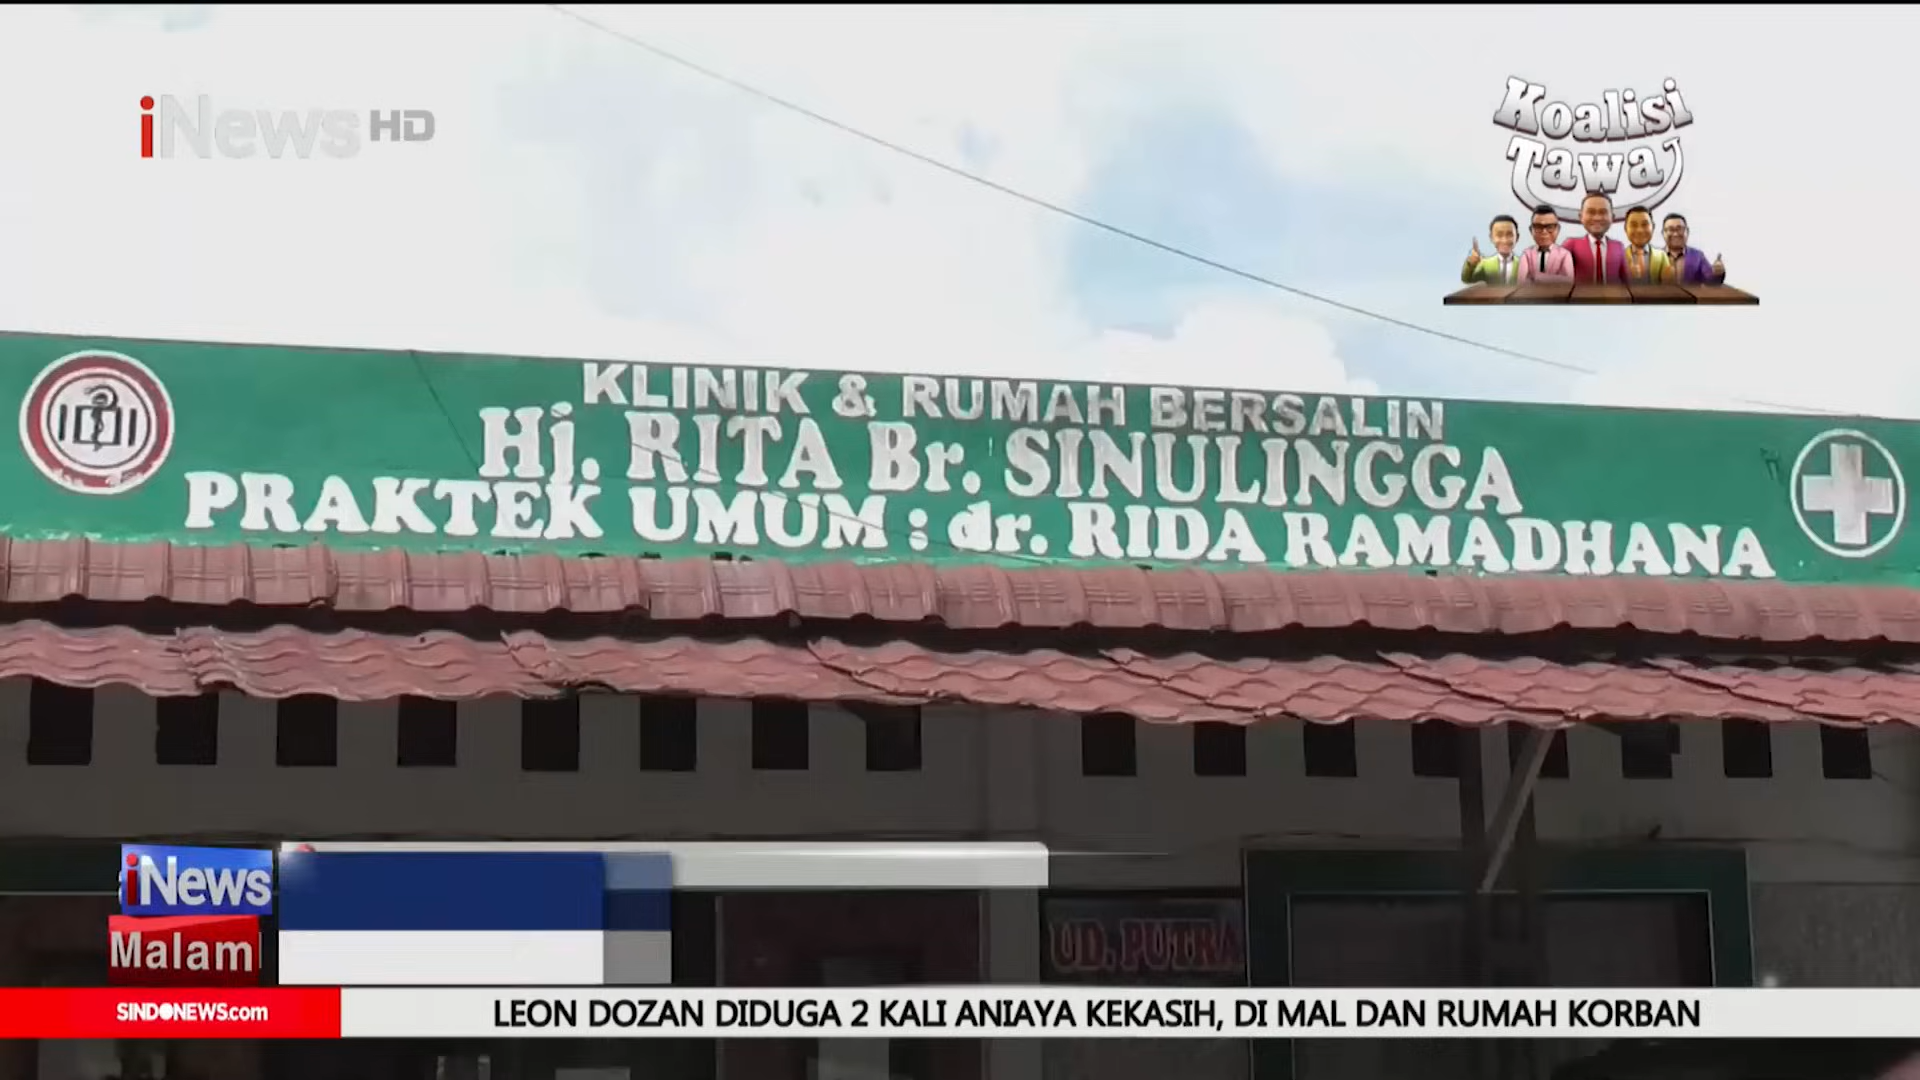 iNews HD
Koalisi
Tawa
KLINIK & RUMAH BERSALIN
Hj. RITA Br. SINULINGGA
PRAKTEK UMUM : dr. RIDA RAMADHANA
iNews
Malam
UD. PUTRA
SINDONEWS.com
LEON DOZAN DIDUGA 2 KALI ANIAYA KEKASIH, DI MAL DAN RUMAH KORBAN